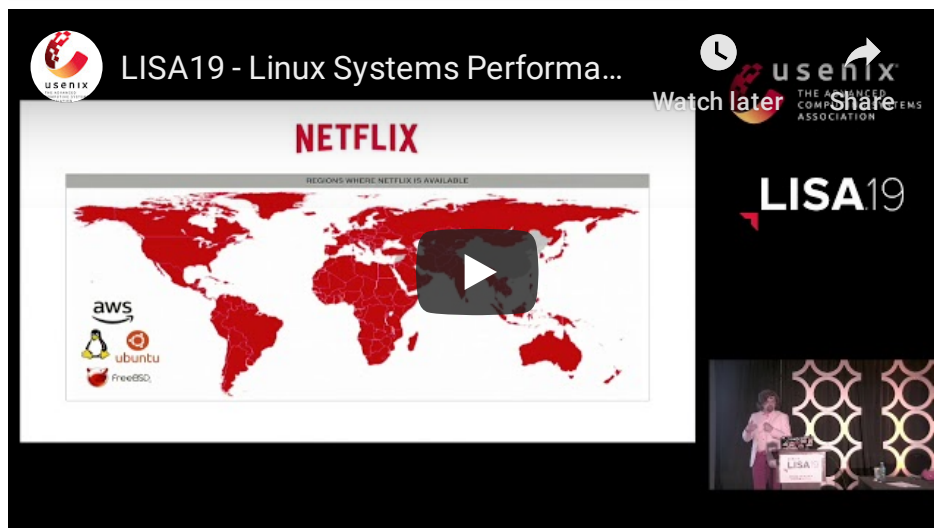 usenix
LISA19 - Linux Systems Performa...
Watch later
Share
usenix
THE ADVANCED
COMPUTING SYSTEMS
ASSOCIATION
NETFLIX
REGIONS WHERE NETFLIX IS AVAILABLE
LISA19
aws
ubuntu
FreeBSD
LISA19